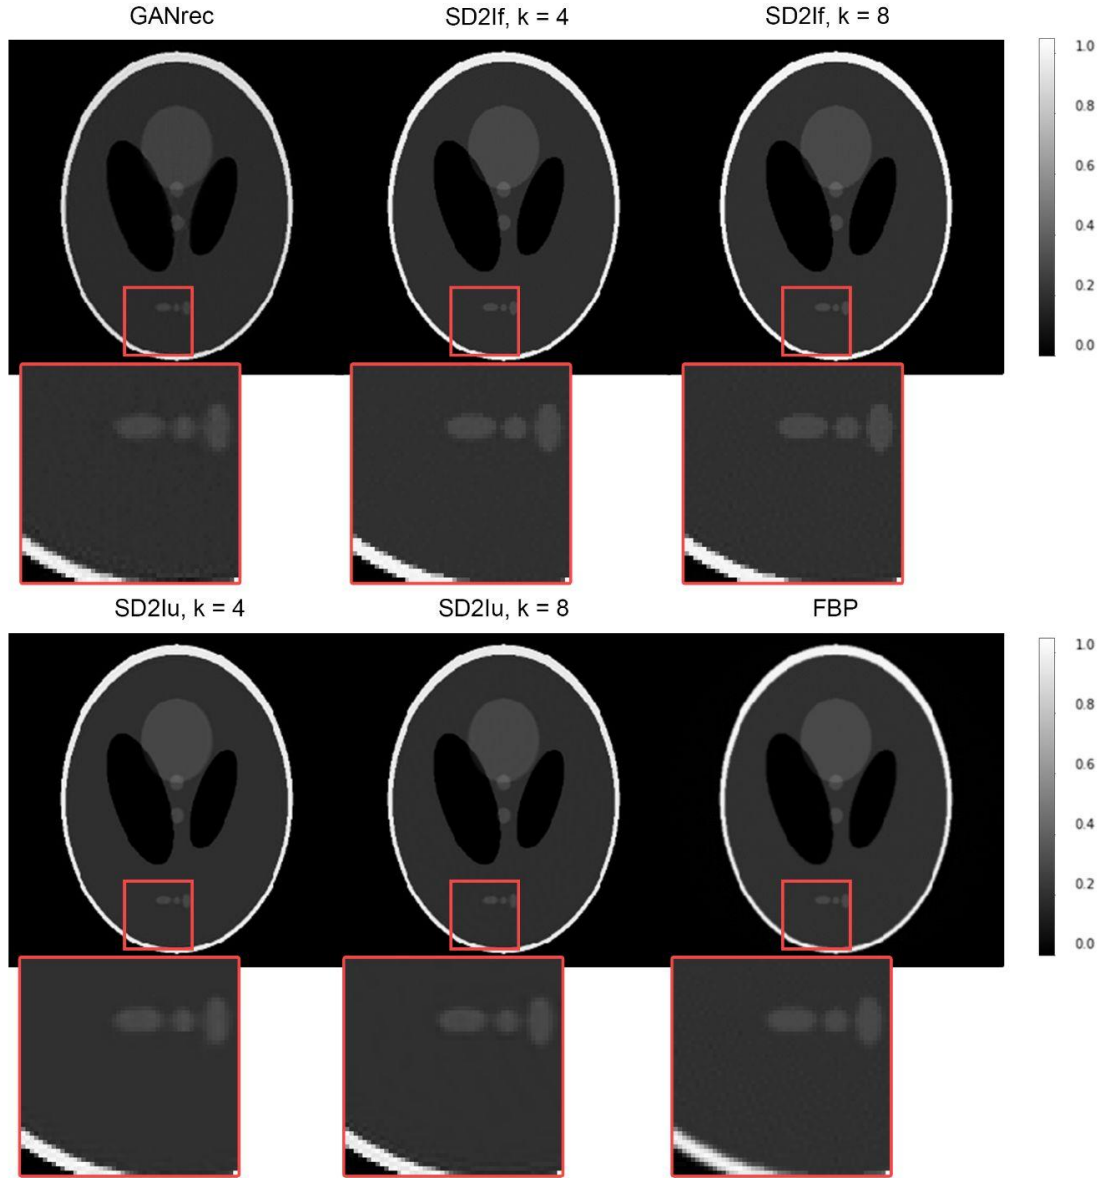 GANrec
SD2If, k = 4
SD2If, k = 8
1.0
0.8
0.6
0.4
0.2
0.0
SD2Iu, k = 4
SD2Iu, k = 8
FBP
1.0
0.8
0.6
0.4
0.2
0.0